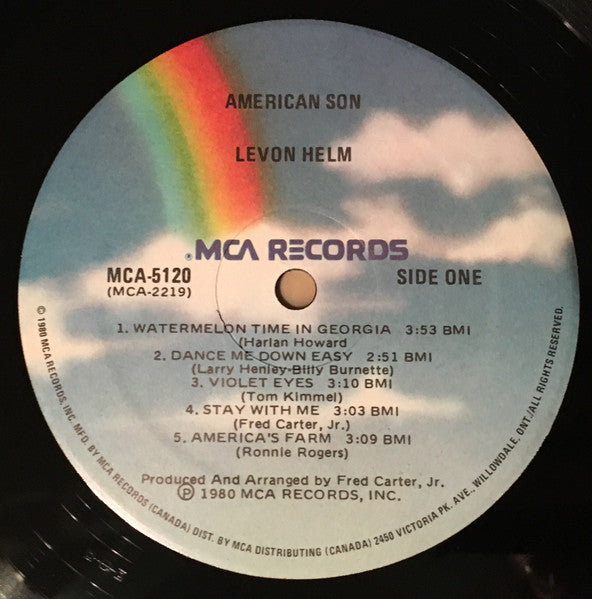 AMERICAN SON
LEVON HELM
®MCA RECORDS
MCA-5120
(MCA-2219)
SIDE ONE
1. WATERMELON TIME IN GEORGIA 3:53 BMI
(Harlan Howard
2. DANCE ME DOWN EASY 2:51 BMI
(Larry Henley-Billy Burnette)
3. VIOLET EYES 3:10 BMI
(Tom Kimmel)
4. STAY WITH ME 3:03 BMI
(Fred Carter, Jr.)
5. AMERICA'S FARM 3:09 BMI
(Ronnie Rogers)
Produced And Arranged by Fred Carter, Jr.
℗ 1980 MCA RECORDS, INC.
© 1980 MCA RECORDS, INC. MFD. BY MCA RECORDS (CANADA) DIST. BY MCA DISTRIBUTING (CANADA) 2450 VICTORIA PK. AVE., WILLOWDALE, ONT./ALL RIGHTS RESERVED.